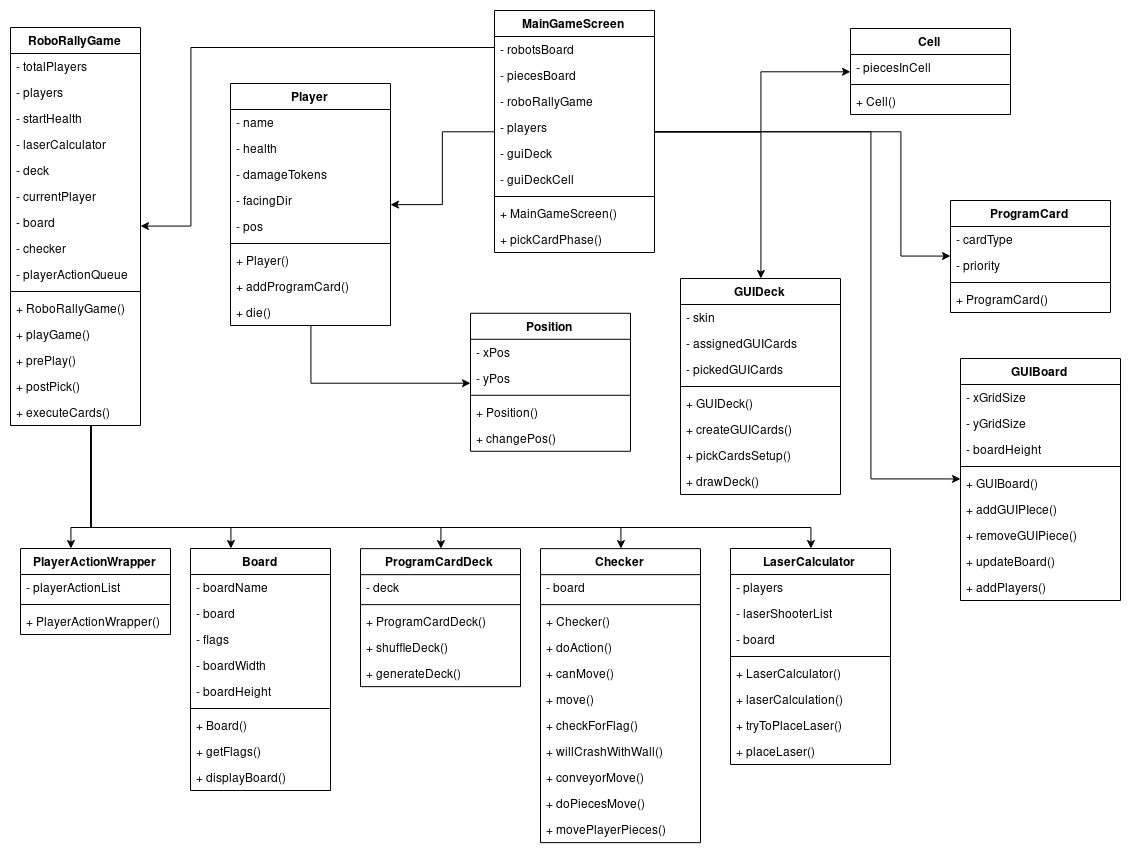 RoboRallyGame
- totalPlayers
- players
- startHealth
- laserCalculator
- deck
- currentPlayer
- board
- checker
- playerActionQueue
+ RoboRallyGame()
+ playGame()
+ prePlay()
+ postPick()
+ executeCards()
Player
- name
- health
- damageTokens
- facingDir
- pos
+ Player()
+ addProgramCard()
+ die()
MainGameScreen
- robotsBoard
- piecesBoard
- roboRallyGame
- players
- guiDeck
- guiDeckCell
+ MainGameScreen()
+ pickCardPhase()
Cell
- piecesInCell
+ Cell()
ProgramCard
- cardType
- priority
+ ProgramCard()
Position
- xPos
- yPos
+ Position()
+ changePos()
GUIDeck
- skin
- assignedGUICards
- pickedGUICards
+ GUIDeck()
+ createGUICards()
+ pickCardsSetup()
+ drawDeck()
GUIBoard
- xGridSize
- yGridSize
- boardHeight
+ GUIBoard()
+ addGUIPIece()
+ removeGUIPiece()
+ updateBoard()
+ addPlayers()
PlayerActionWrapper
- playerActionList
+ PlayerActionWrapper()
Board
- boardName
- board
- flags
- boardWidth
- boardHeight
+ Board()
+ getFlags()
+ displayBoard()
ProgramCardDeck
- deck
+ ProgramCardDeck()
+ shuffleDeck()
+ generateDeck()
Checker
- board
+ Checker()
+ doAction()
+ canMove()
+ move()
+ checkForFlag()
+ willCrashWithWall()
+ conveyorMove()
+ doPiecesMove()
+ movePlayerPieces()
LaserCalculator
- players
- laserShooterList
- board
+ LaserCalculator()
+ laserCalculation()
+ tryToPlaceLaser()
+ placeLaser()